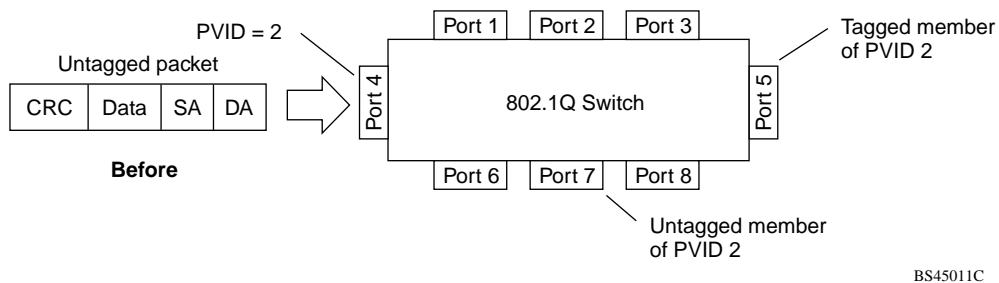 PVID = 2
Port 1
Port 2
Port 3
Tagged member
of PVID 2
Untagged packet
CRC
Data
SA
DA
Port 4
802.1Q Switch
Port 5
Before
Port 6
Port 7
Port 8
Untagged member
of PVID 2
BS45011C